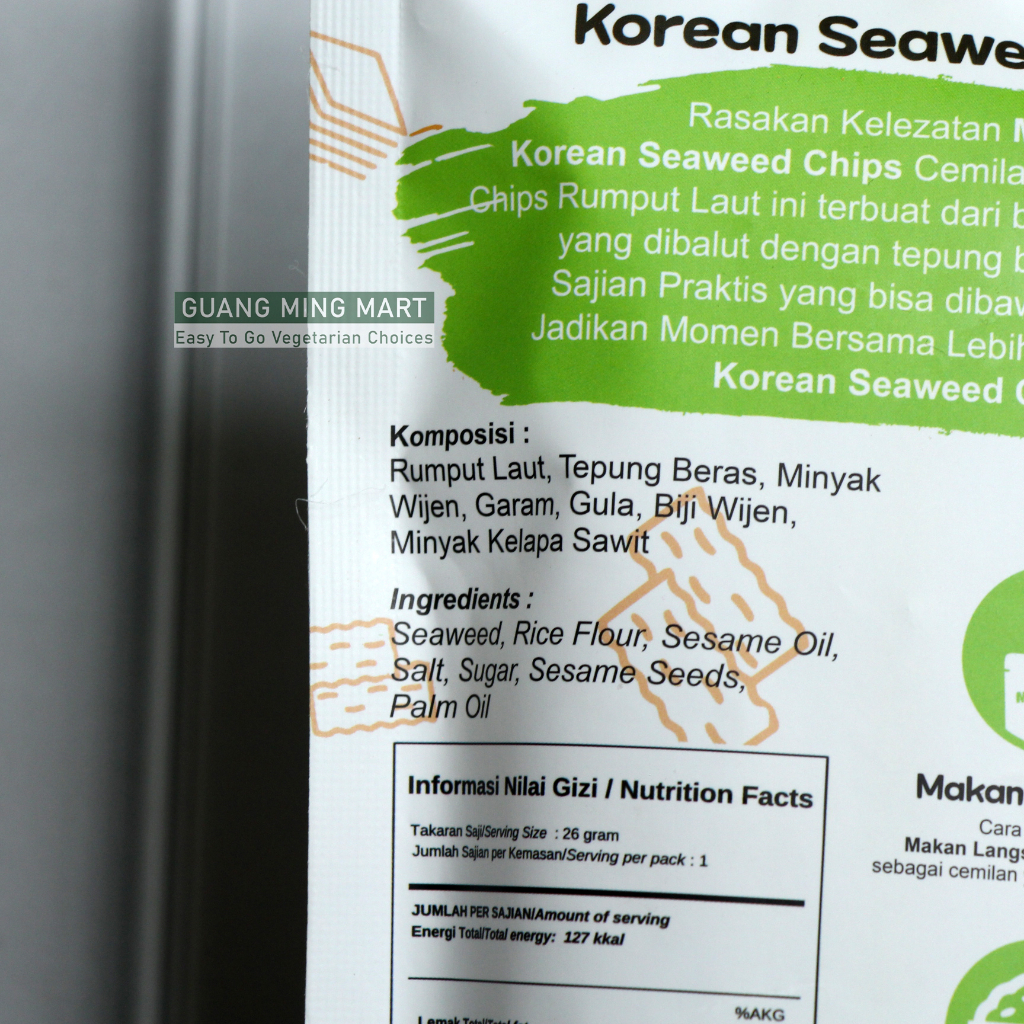 Korean Seawe
Rasakan Kelezatan
Korean Seaweed Chips Cemila
Chips Rumput Laut ini terbuat dari b
yang dibalut dengan tepung b
Sajian Praktis yang bisa dibaw
Jadikan Momen Bersama Lebih
Korean Seaweed C
GUANG MING MART
Easy To Go Vegetarian Choices
Komposisi :
Rumput Laut, Tepung Beras, Minyak
Wijen, Garam, Gula, Biji Wijen,
Minyak Kelapa Sawit
Ingredients :
Seaweed, Rice Flour, Sesame Oil,
Salt, Sugar, Sesame Seeds,
Palm Oil
Informasi Nilai Gizi / Nutrition Facts
Takaran Saji/Serving Size : 26 gram
Jumlah Sajian per Kemasan/Serving per pack : 1
JUMLAH PER SAJIAN/Amount of serving
Energi Total/Total energy: 127 kkal
%AKG
Lemak Total/Total
Makan
Cara
Makan Langs
sebagai cemilan